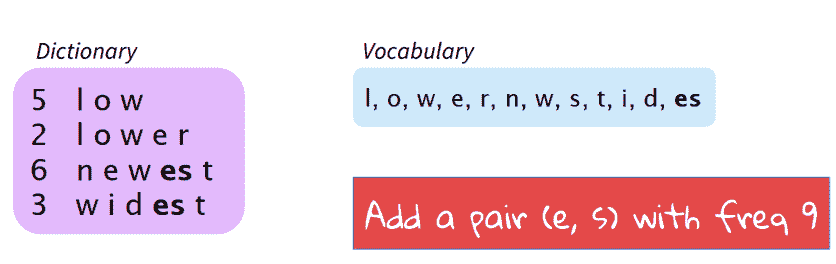 Dictionary
5 l o w
2 l o w e r
6 n e w es t
3 w i d es t
Vocabulary
l, o, w, e, r, n, w, s, t, i, d, es
Add a pair (e, s) with freq 9